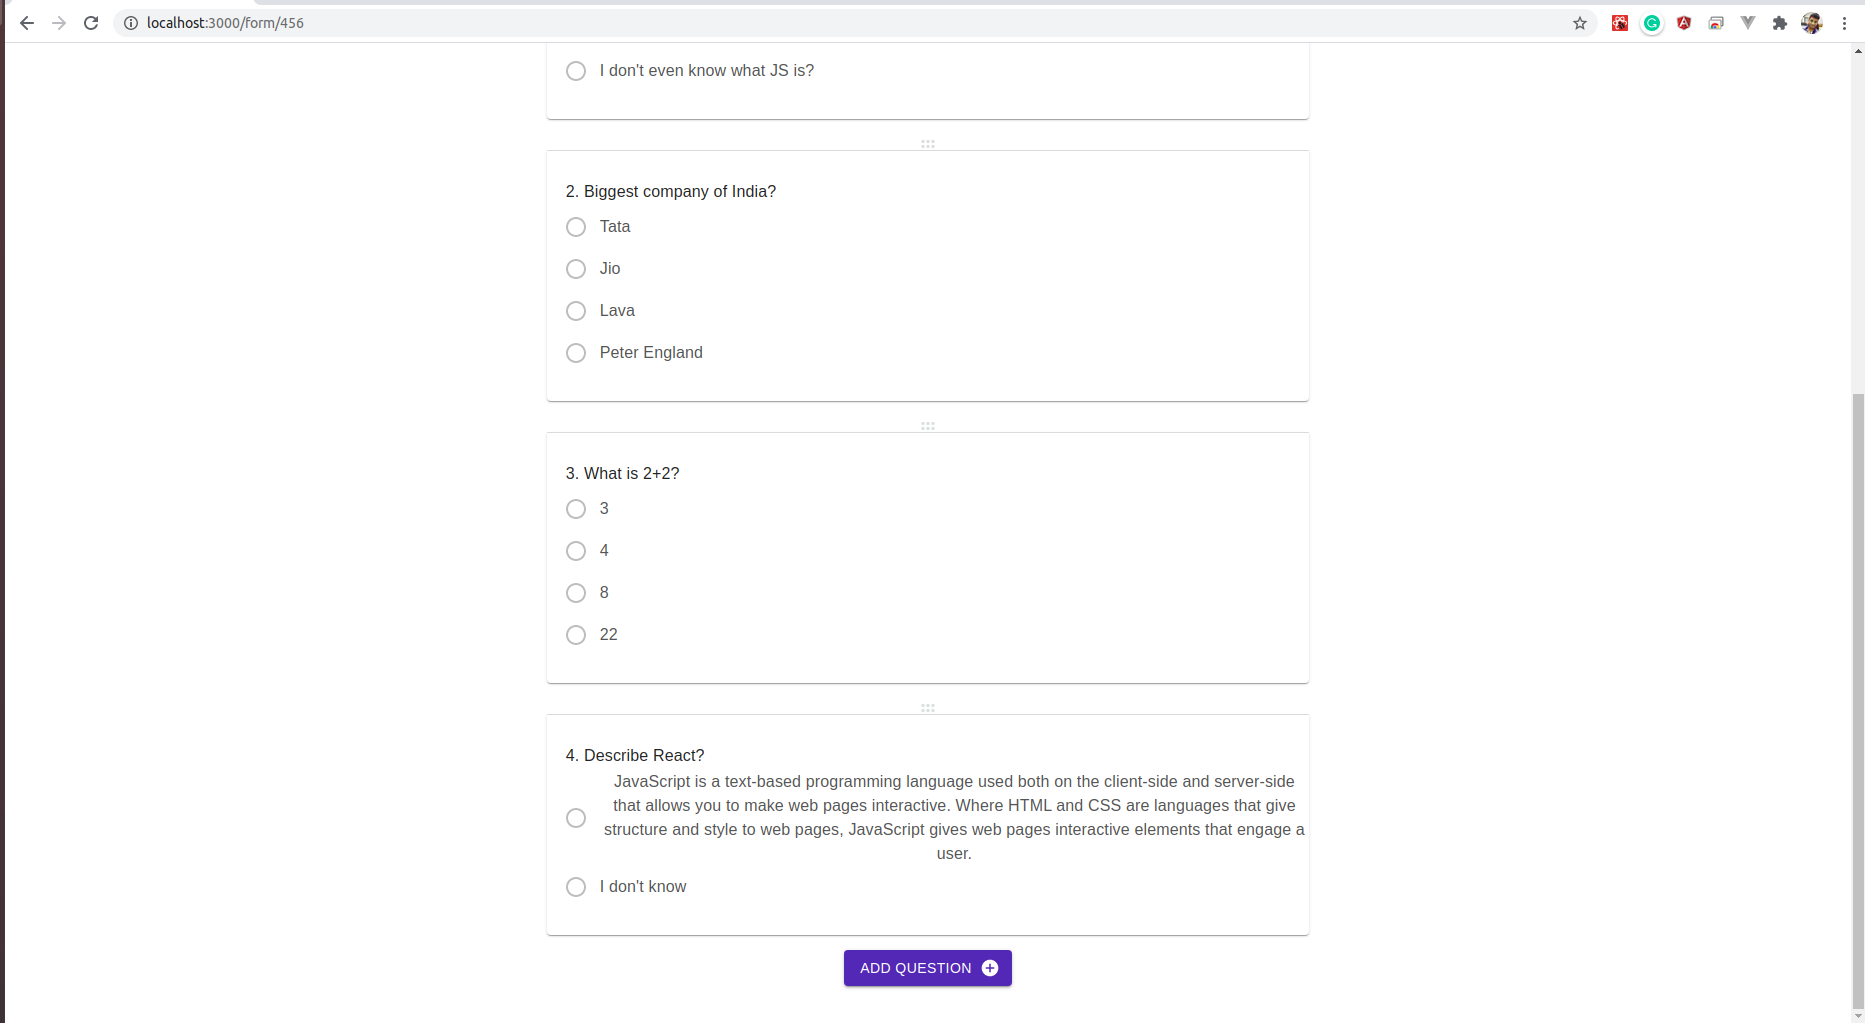 localhost:3000/form/456
I don't even know what JS is?
2. Biggest company of India?
Tata
Jio
Lava
Peter England
3. What is 2+2?
3
4
8
22
4. Describe React?
JavaScript is a text-based programming language used both on the client-side and server-side
that allows you to make web pages interactive. Where HTML and CSS are languages that give
structure and style to web pages, JavaScript gives web pages interactive elements that engage a
user.
I don't know
ADD QUESTION